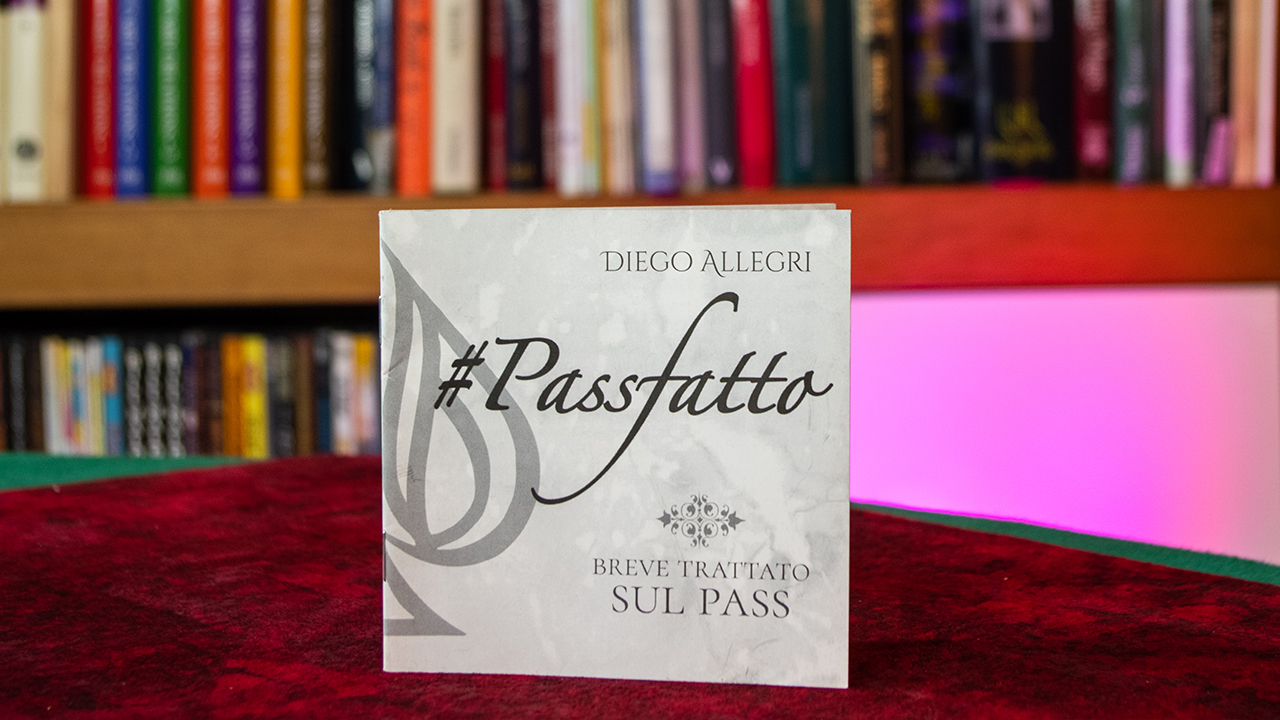 Diego Allegri
#Passfatto
BREVE TRATTATO
SUL PASS